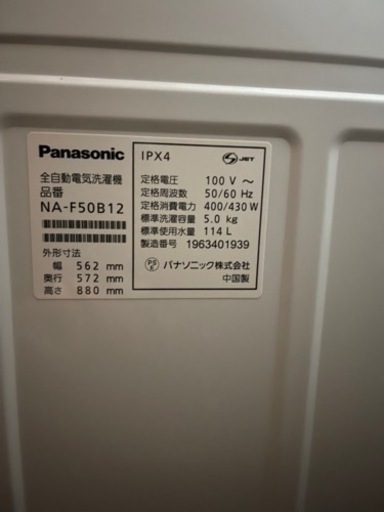 Panasonic
全自動電気洗濯機
品番
NA-F50B12
外形寸法
幅 562 mm
奥行 572 mm
高さ 880 mm
IPX4
S JET
定格電圧 100 V ～
定格周波数 50/60 Hz
定格消費電力 400/430 W
標準洗濯容量 5.0 kg
標準使用水量 114 L
製造番号 1963401939
PS E パナソニック株式会社
中国製